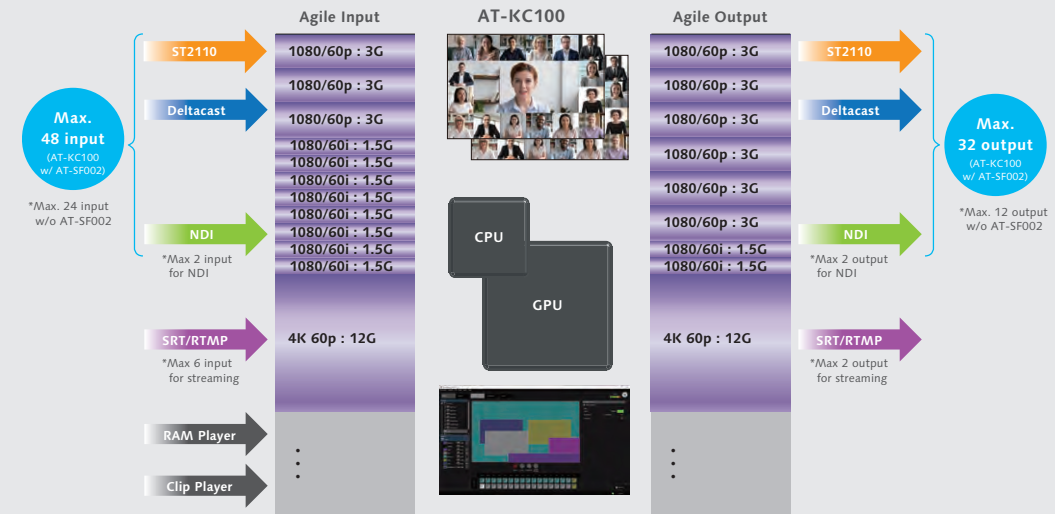 Agile Input
AT-KC100
Agile Output
Max.
48 input
(AT-KC100
w/ AT-SF002)
*Max. 24 input
w/o AT-SF002
ST2110
Deltacast
NDI
*Max 2 input
for NDI
SRT/RTMP
*Max 6 input
for streaming
RAM Player
Clip Player
1080/60p : 3G
1080/60p : 3G
1080/60p : 3G
1080/60i : 1.5G
1080/60i : 1.5G
1080/60i : 1.5G
1080/60i : 1.5G
1080/60i : 1.5G
1080/60i : 1.5G
1080/60i : 1.5G
1080/60i : 1.5G
4K 60p : 12G
CPU
GPU
1080/60p : 3G
1080/60p : 3G
1080/60p : 3G
1080/60p : 3G
1080/60p : 3G
1080/60p : 3G
1080/60i : 1.5G
1080/60i : 1.5G
4K 60p : 12G
ST2110
Deltacast
NDI
*Max 2 output
for NDI
SRT/RTMP
*Max 2 output
for streaming
Max.
32 output
(AT-KC100
w/ AT-SF002)
*Max. 12 output
w/o AT-SF002